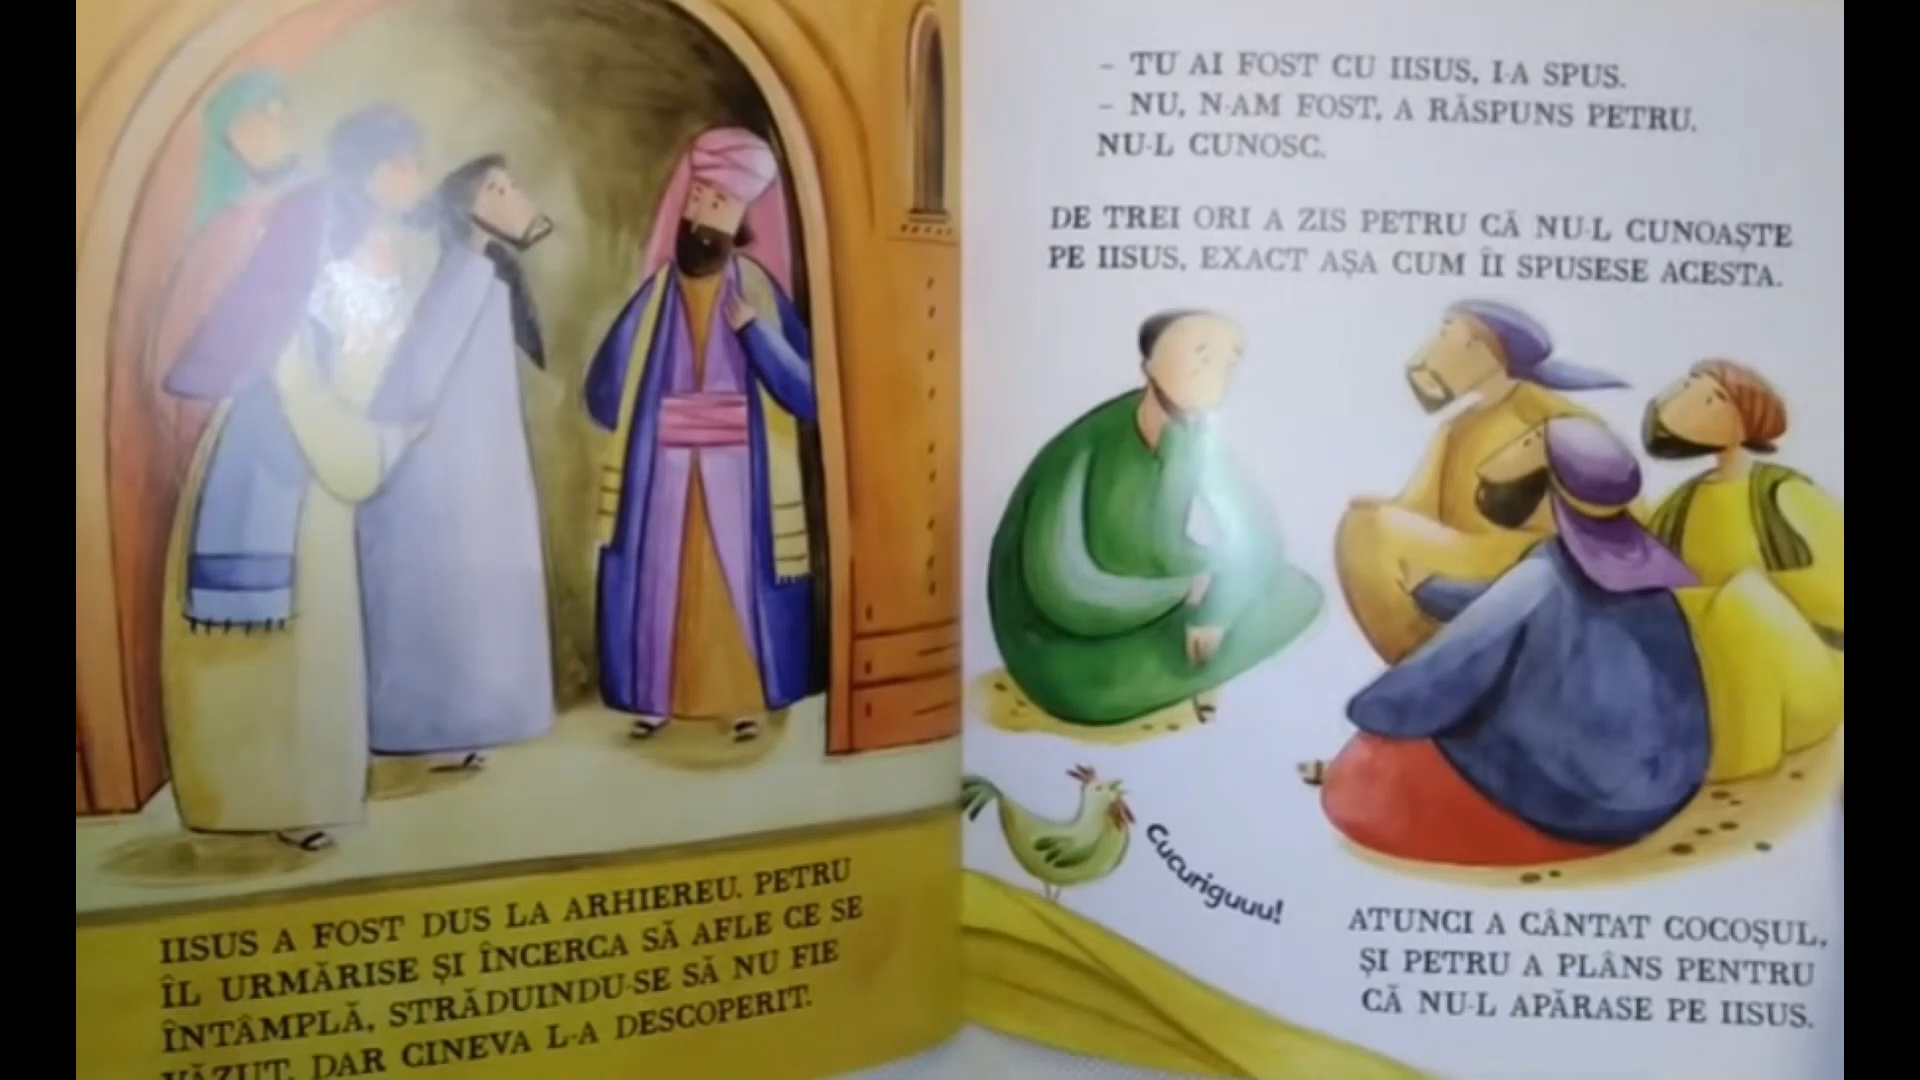 IISUS A FOST DUS LA ARHIEREU. PETRU
ÎL URMĂRISE ȘI ÎNCERCA SĂ AFLE CE SE
ÎNTÂMPLĂ, STRĂDUINDU-SE SĂ NU FIE
VĂZUT. DAR CINEVA L-A DESCOPERIT.
– TU AI FOST CU IISUS, I-A SPUS.
– NU, N-AM FOST, A RĂSPUNS PETRU.
NU-L CUNOSC.
DE TREI ORI A ZIS PETRU CĂ NU-L CUNOAȘTE
PE IISUS, EXACT AȘA CUM ÎI SPUSESE ACESTA.
Cucuriguuu!
ATUNCI A CÂNTAT COCOȘUL,
ȘI PETRU A PLÂNS PENTRU
CĂ NU-L APĂRASE PE IISUS.